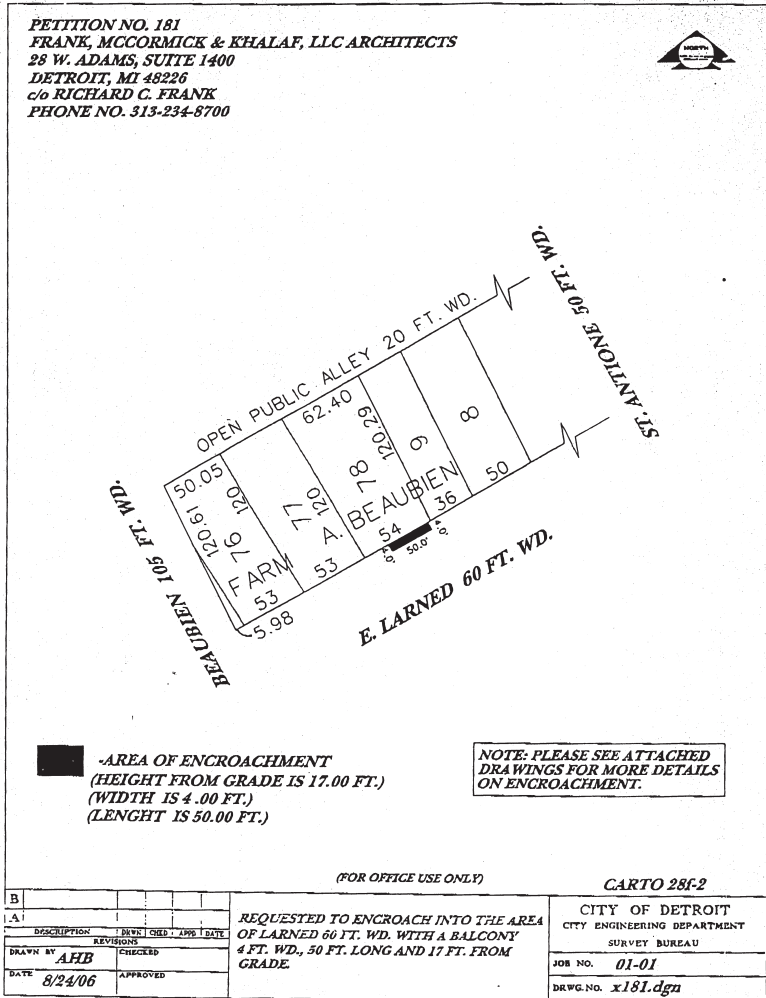 PETITION NO. 181
FRANK, MCCORMICK & KHALAF, LLC ARCHITECTS
28 W. ADAMS, SUITE 1400
DETROIT, MI 48226
c/o RICHARD C. FRANK
PHONE NO. 313-234-8700
NORTH
ST. ANTIONE 50 FT. WD.
OPEN PUBLIC ALLEY 20 FT. WD.
BEAUBIEN 105 FT. WD.
50.05
62.40
120.61
76
120
77
120
78
120.29
9
8
FARM
A. BEAUBIEN
53
53
54
36
50
5.98
4.0'
50.0'
4.0'
E. LARNED 60 FT. WD.
-AREA OF ENCROACHMENT
(HEIGHT FROM GRADE IS 17.00 FT.)
(WIDTH IS 4.00 FT.)
(LENGHT IS 50.00 FT.)
NOTE: PLEASE SEE ATTACHED
DRAWINGS FOR MORE DETAILS
ON ENCROACHMENT.
(FOR OFFICE USE ONLY)
CARTO 28f-2
B
A
DESCRIPTION DRWN CHKD APPD DATE
REVISIONS
DRAWN BY AHB
CHECKED
DATE 8/24/06
APPROVED
REQUESTED TO ENCROACH INTO THE AREA
OF LARNED 60 FT. WD. WITH A BALCONY
4 FT. WD., 50 FT. LONG AND 17 FT. FROM
GRADE.
CITY OF DETROIT
CITY ENGINEERING DEPARTMENT
SURVEY BUREAU
JOB NO. 01-01
DRWG. NO. x181.dgn